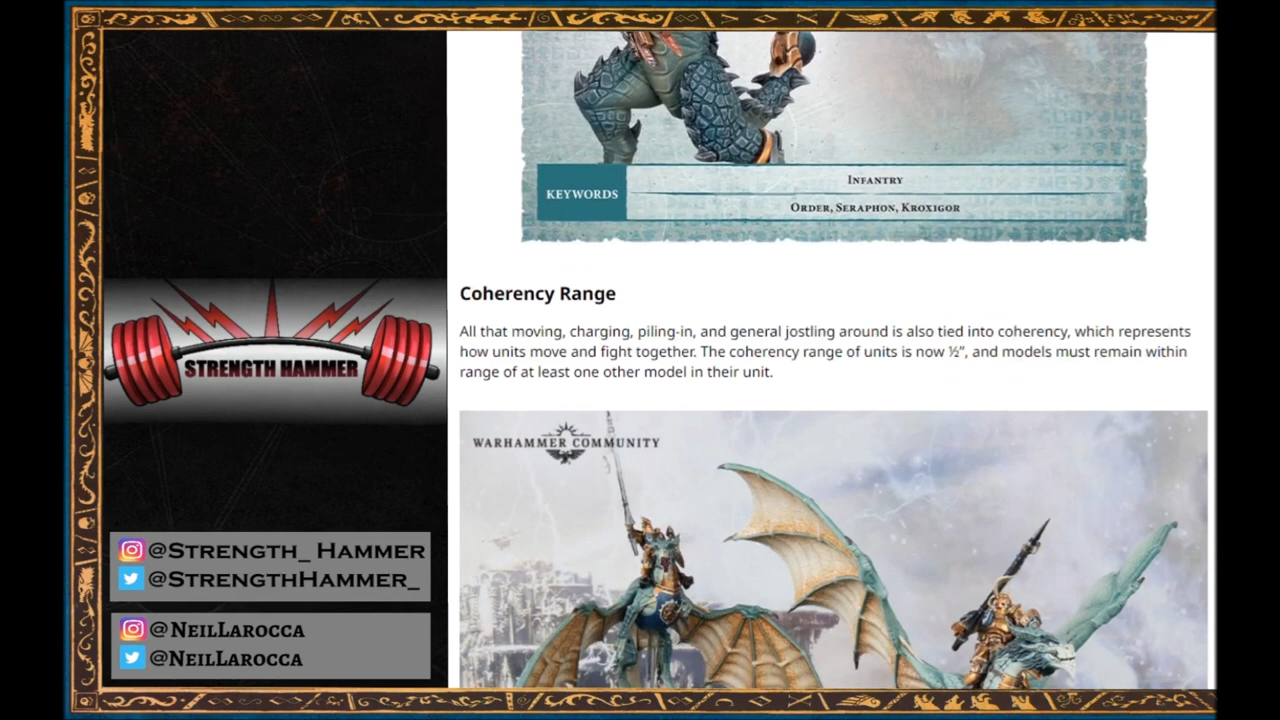 KEYWORDS
INFANTRY
ORDER, SERAPHON, KROXIGOR
Coherency Range
All that moving, charging, piling-in, and general jostling around is also tied into coherency, which represents
how units move and fight together. The coherency range of units is now ½”, and models must remain within
range of at least one other model in their unit.
WARHAMMER COMMUNITY
STRENGTH HAMMER
@STRENGTH_ HAMMER
@STRENGTHHAMMER_
@NEILLAROCCA
@NEILLAROCCA